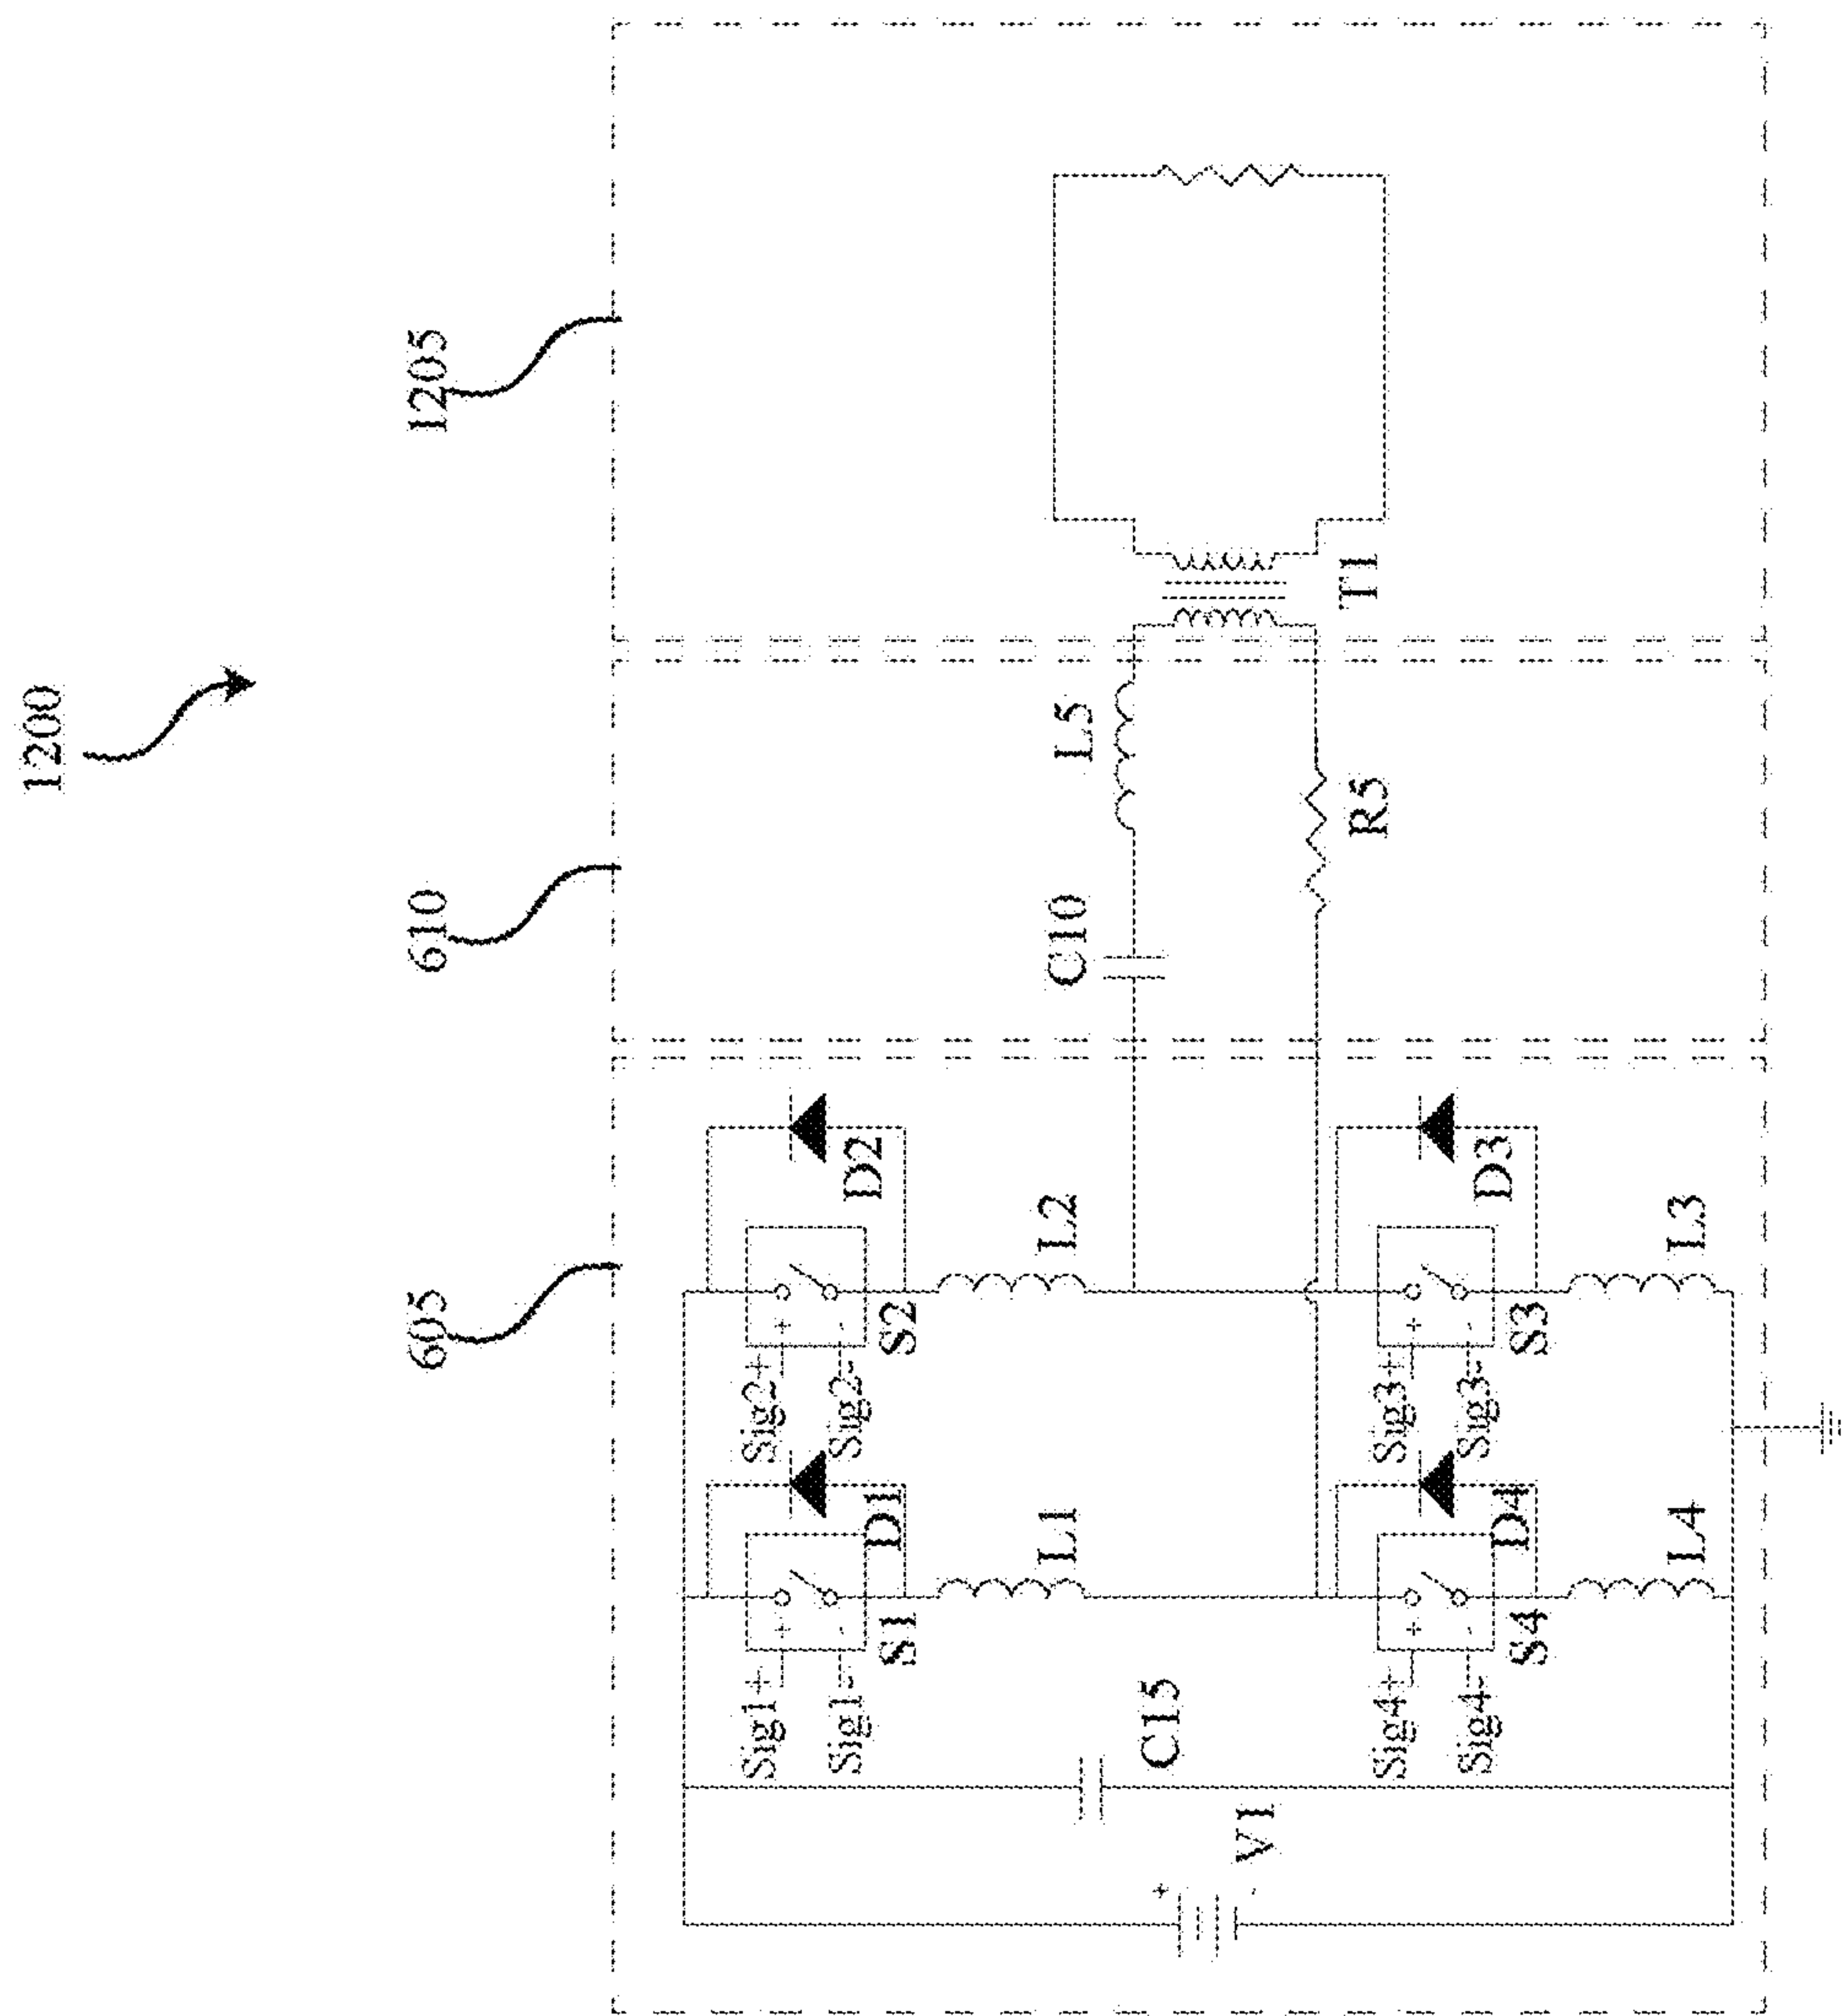 1200
605
610
1205
Sig1+
Sig1-
+
-
S1
D1
Sig2+
Sig2-
+
-
S2
D2
L1
L2
C15
V1
+
-
C10
L5
R5
T1
Sig4+
Sig4-
+
-
S4
D4
Sig3+
Sig3-
+
-
S3
D3
L4
L3